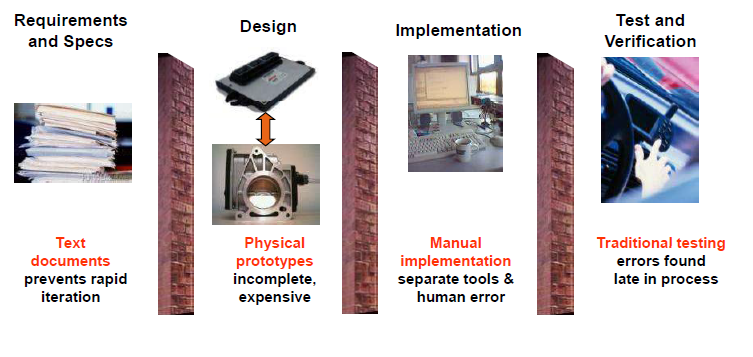 Requirements
and Specs
Text
documents
prevents rapid
iteration
Design
Physical
prototypes
incomplete,
expensive
Implementation
Manual
implementation
separate tools &
human error
Test and
Verification
Traditional testing
errors found
late in process